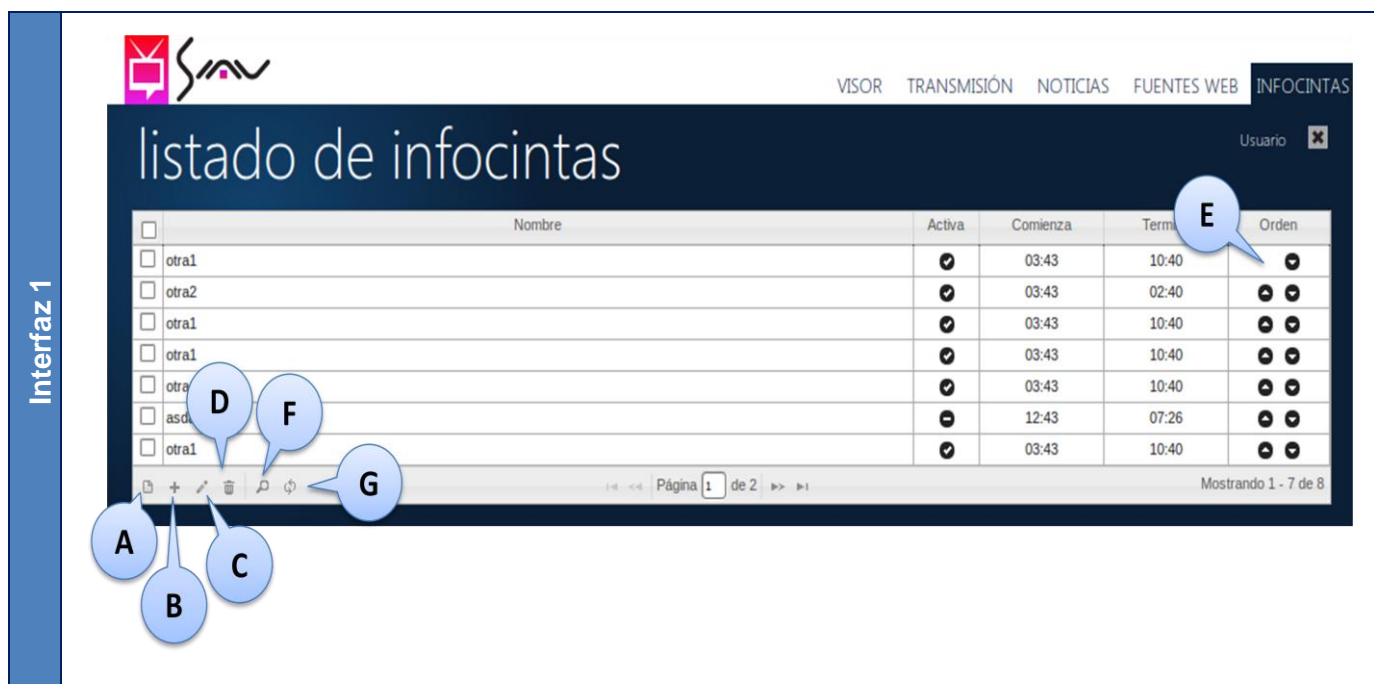 Interfaz 1
Smv
VISOR TRANSMISIÓN NOTICIAS FUENTES WEB INFOCINTAS
listado de infocintas
Usuario
E
Nombre Activa Comienza Orden
otra1 03:43 10:40
otra2 03:43 02:40
otra1 03:43 10:40
otra1 03:43 10:40
03:43 10:40
12:43 07:26
otra1 03:43 10:40
D
F
G
Página 1 de 2 Mostrando 1 - 7 de 8
A
C
B